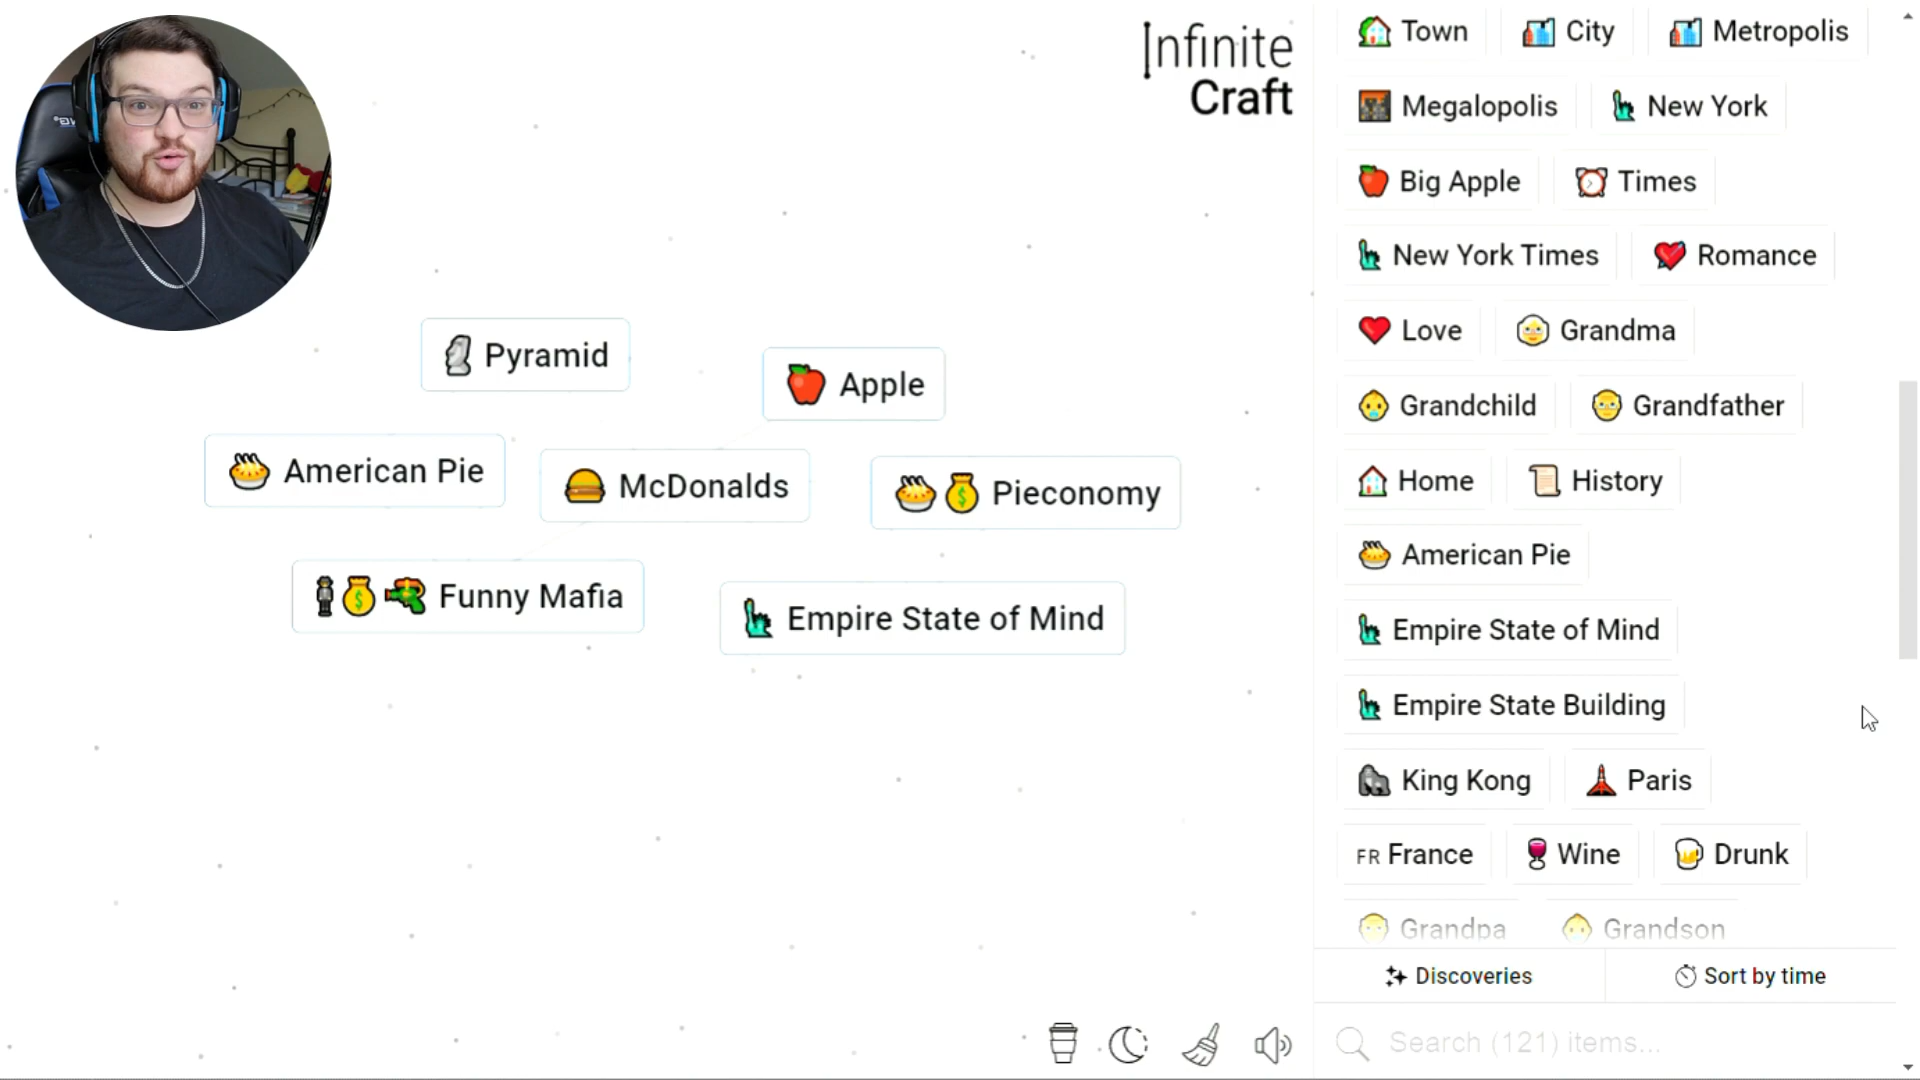 Infinite
Craft
Pyramid
Apple
American Pie
McDonalds
Pieconomy
Funny Mafia
Empire State of Mind
Town City Metropolis
Megalopolis New York
Big Apple Times
New York Times Romance
Love Grandma
Grandchild Grandfather
Home History
American Pie
Empire State of Mind
Empire State Building
King Kong Paris
FR France Wine Drunk
Grandpa Grandson
Discoveries Sort by time
Search (121) items...